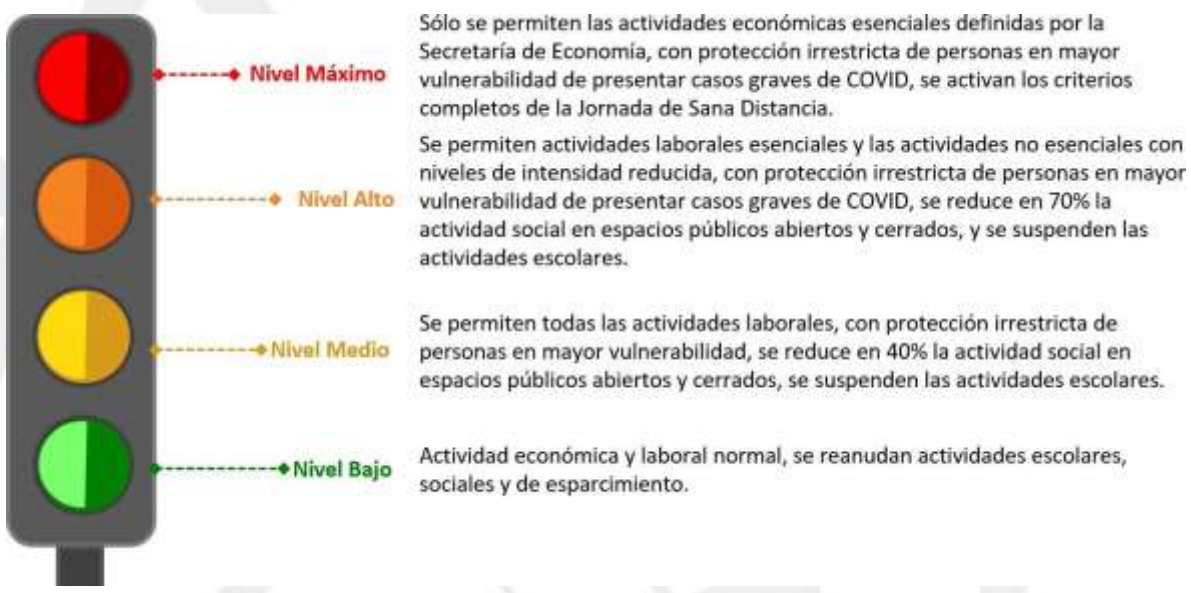 Sólo se permiten las actividades económicas esenciales definidas por la
Secretaría de Economía, con protección irrestricta de personas en mayor
Nivel Máximo
vulnerabilidad de presentar casos graves de COVID, se activan los criterios
completos de la Jornada de Sana Distancia.
Se permiten actividades laborales esenciales y las actividades no esenciales con
niveles de intensidad reducida, con protección irrestricta de personas en mayor
Nivel Alto
vulnerabilidad de presentar casos graves de COVID, se reduce en 70% la
actividad social en espacios públicos abiertos y cerrados, y se suspenden las
actividades escolares.
Se permiten todas las actividades laborales, con protección irrestricta de
Nivel Medio
personas en mayor vulnerabilidad, se reduce en 40% la actividad social en
espacios públicos abiertos y cerrados, se suspenden las actividades escolares.
Nivel Bajo
Actividad económica y laboral normal, se reanudan actividades escolares,
sociales y de esparcimiento.